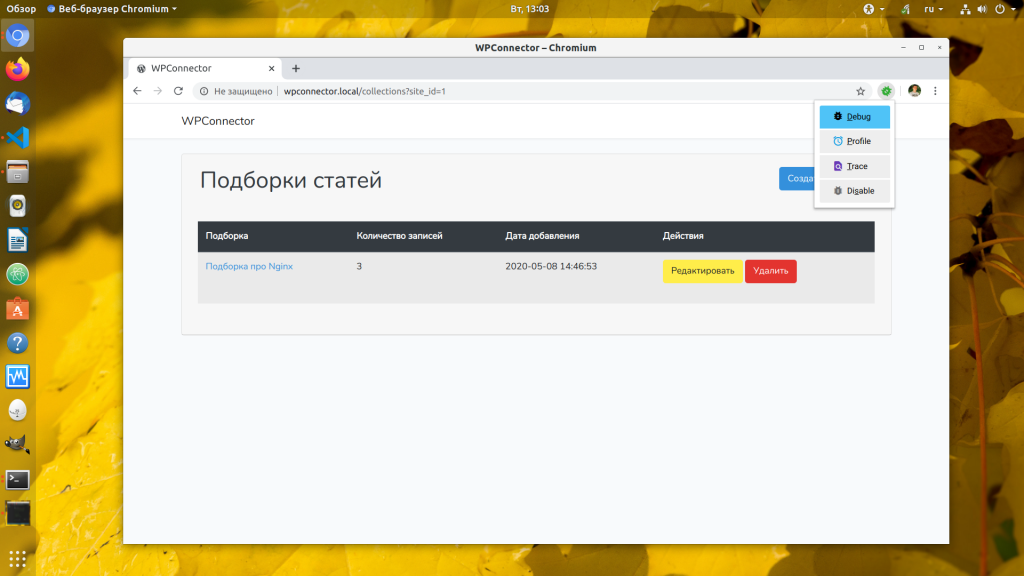 Обзор
Веб-браузер Chromium
Вт, 13:03
ru
WPConnector – Chromium
WPConnector
Не защищено
wpconnector.local/collections?site_id=1
WPConnector
Debug
Profile
Trace
Disable
Подборки статей
Подборка Количество записей Дата добавления Действия
Подборка про Nginx 3 2020-05-08 14:46:53 Редактировать Удалить